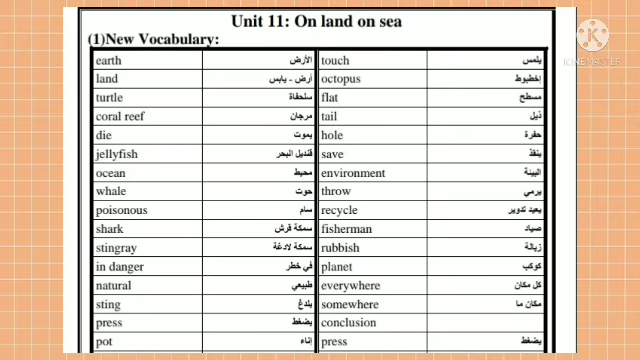 Unit 11: On land on sea
(1)New Vocabulary:
earth الأرض touch يلمس
land أرض - يابس octopus إخطبوط
turtle سلحفاة flat مسطح
coral reef مرجان tail ذيل
die يموت hole حفرة
jellyfish قنديل البحر save ينقذ
ocean محيط environment البيئة
whale حوت throw يرمي
poisonous سام recycle يعيد تدوير
shark سمكة قرش fisherman صياد
stingray سمكة لادغة rubbish زبالة
in danger في خطر planet كوكب
natural طبيعي everywhere كل مكان
sting يلدغ somewhere مكان ما
press يضغط conclusion
pot إناء press يضغط
KINEMASTER